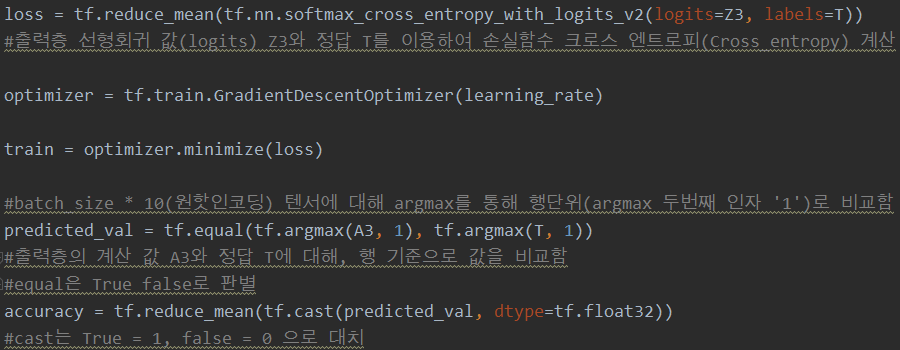 loss = tf.reduce_mean(tf.nn.softmax_cross_entropy_with_logits_v2(logits=Z3, labels=T))
#출력층 선형회귀 값(logits) Z3와 정답 T를 이용하여 손실함수 크로스 엔트로피(Cross entropy) 계산
optimizer = tf.train.GradientDescentOptimizer(learning_rate)
train = optimizer.minimize(loss)
#batch_size * 10(원핫인코딩) 텐서에 대해 argmax를 통해 행단위(argmax 두번째 인자 '1')로 비교함
predicted_val = tf.equal(tf.argmax(A3, 1), tf.argmax(T, 1))
#출력층의 계산 값 A3와 정답 T에 대해, 행 기준으로 값을 비교함
#equal은 True false로 판별
accuracy = tf.reduce_mean(tf.cast(predicted_val, dtype=tf.float32))
#cast는 True = 1, false = 0 으로 대치